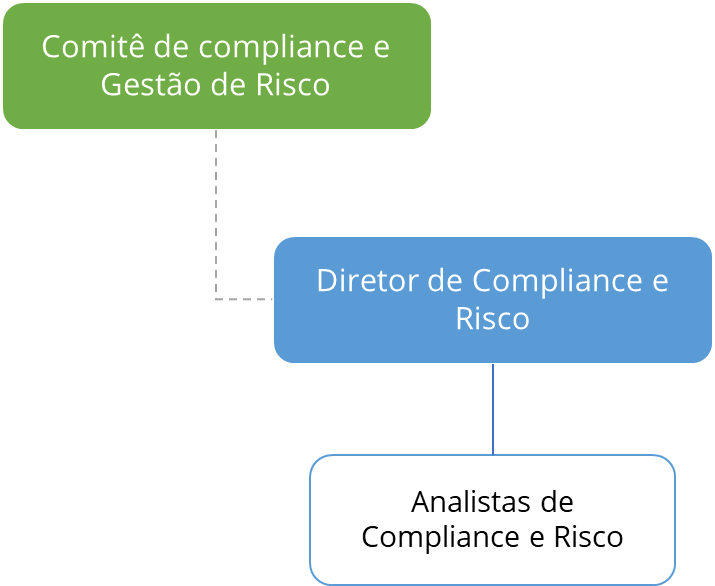 Comitê de compliance e
Gestão de Risco
Diretor de Compliance e
Risco
Analistas de
Compliance e Risco